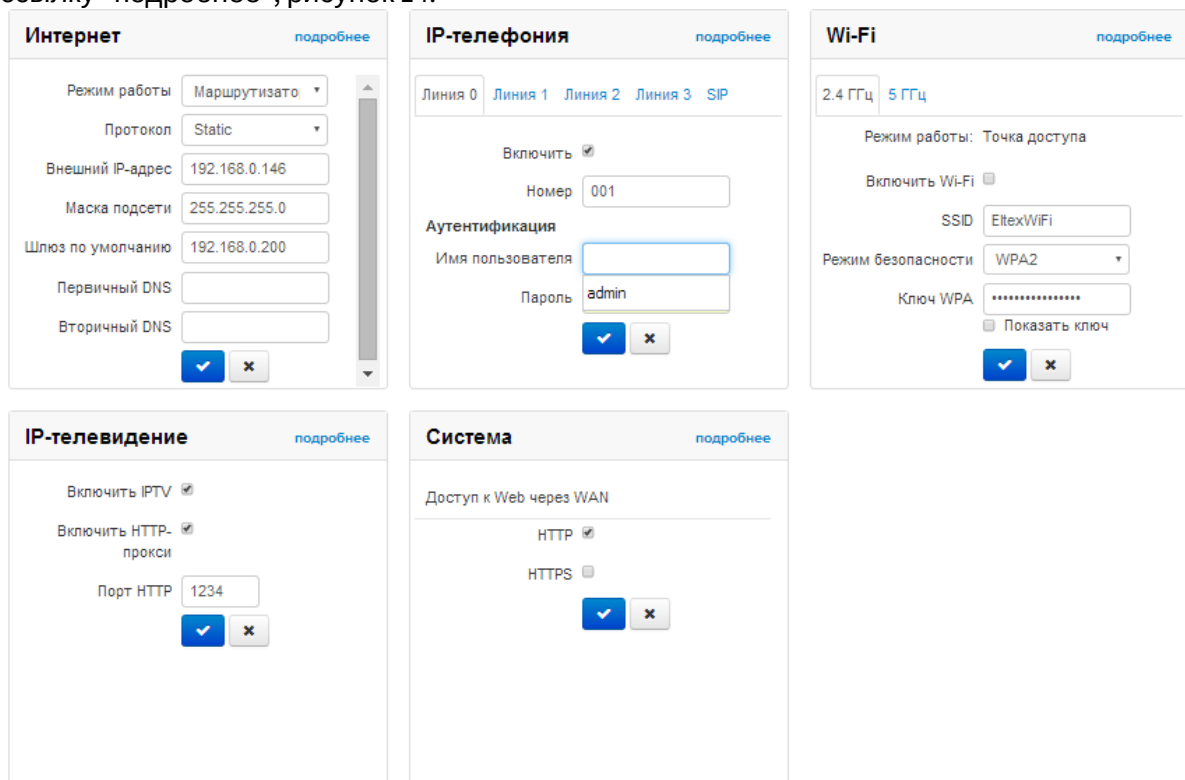 ссылку "подробнее", рисунок 14.
Интернет подробнее
Режим работы Маршрутизато
Протокол Static
Внешний IP-адрес 192.168.0.146
Маска подсети 255.255.255.0
Шлюз по умолчанию 192.168.0.200
Первичный DNS
Вторичный DNS
IP-телефония подробнее
Линия 0 Линия 1 Линия 2 Линия 3 SIP
Включить
Номер 001
Аутентификация
Имя пользователя
Пароль admin
Wi-Fi подробнее
2.4 ГГц 5 ГГц
Режим работы: Точка доступа
Включить Wi-Fi
SSID EltexWiFi
Режим безопасности WPA2
Ключ WPA ••••••••••••••••
Показать ключ
IP-телевидение подробнее
Включить IPTV
Включить HTTP-
прокси
Порт HTTP 1234
Система подробнее
Доступ к Web через WAN
HTTP
HTTPS